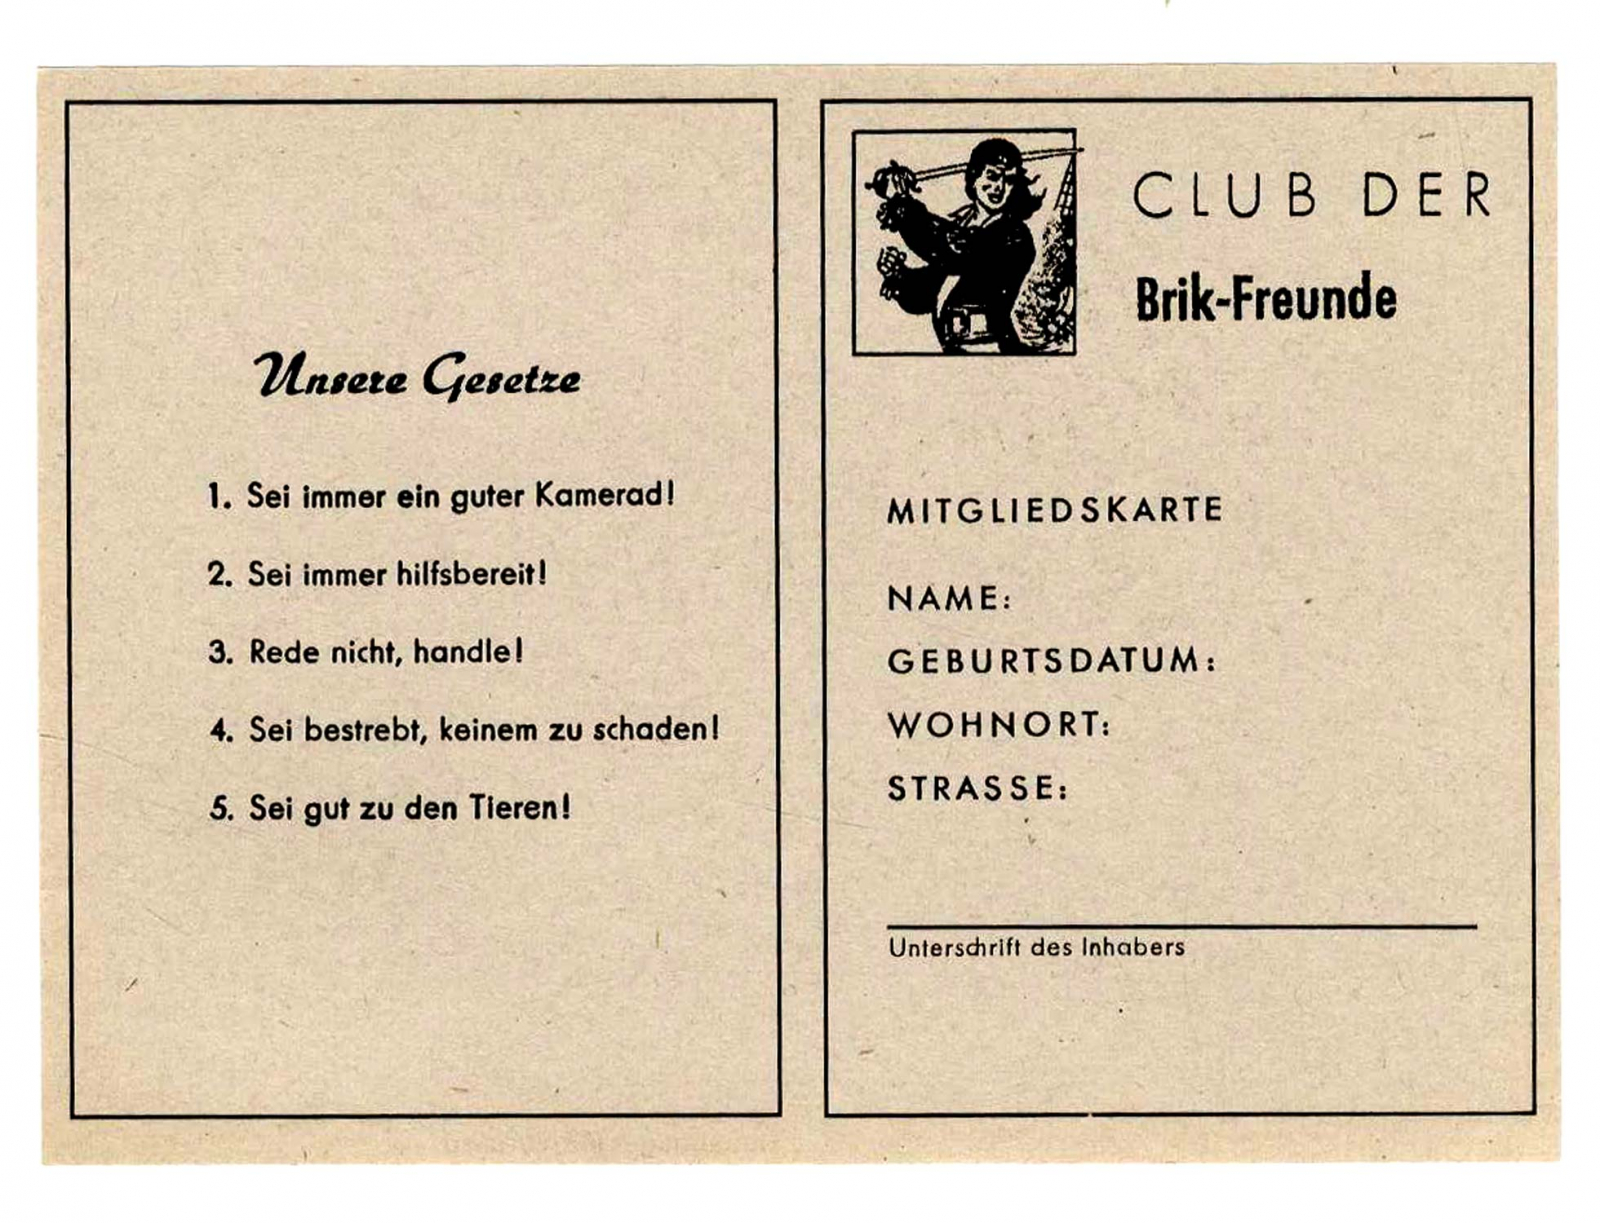 Unsere Gesetze
1. Sei immer ein guter Kamerad!
2. Sei immer hilfsbereit!
3. Rede nicht, handle!
4. Sei bestrebt, keinem zu schaden!
5. Sei gut zu den Tieren!
CLUB DER
Brik-Freunde
MITGLIEDSKARTE
NAME:
GEBURTSDATUM:
WOHNORT:
STRASSE:
Unterschrift des Inhabers